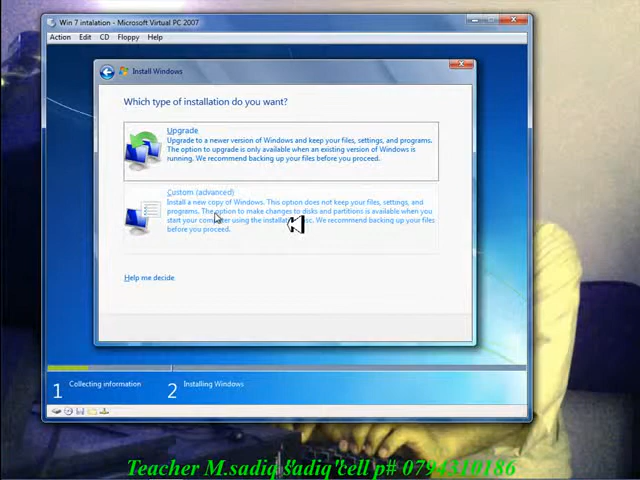 Win 7 intalation - Microsoft Virtual PC 2007
Action Edit CD Floppy Help
Install Windows
Which type of installation do you want?
Upgrade
Upgrade to a newer version of Windows and keep your files, settings, and programs.
The option to upgrade is only available when an existing version of Windows is
running. We recommend backing up your files before you proceed.
Custom (advanced)
Install a new copy of Windows. This option does not keep your files, settings, and
programs. The option to make changes to disks and partitions is available when you
start your computer using the installation disc. We recommend backing up your files
before you proceed.
Help me decide
1 Collecting information 2 Installing Windows
Teacher M.sadiq"sadiq"cell p# 0794310186